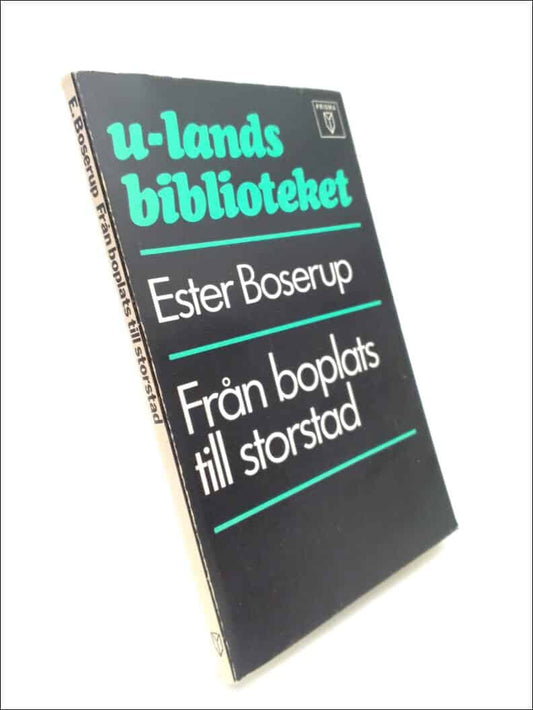 PRISMA
u-lands
biblioteket
Ester Boserup
Från boplats
till storstad
E. Boserup Från boplats till storstad